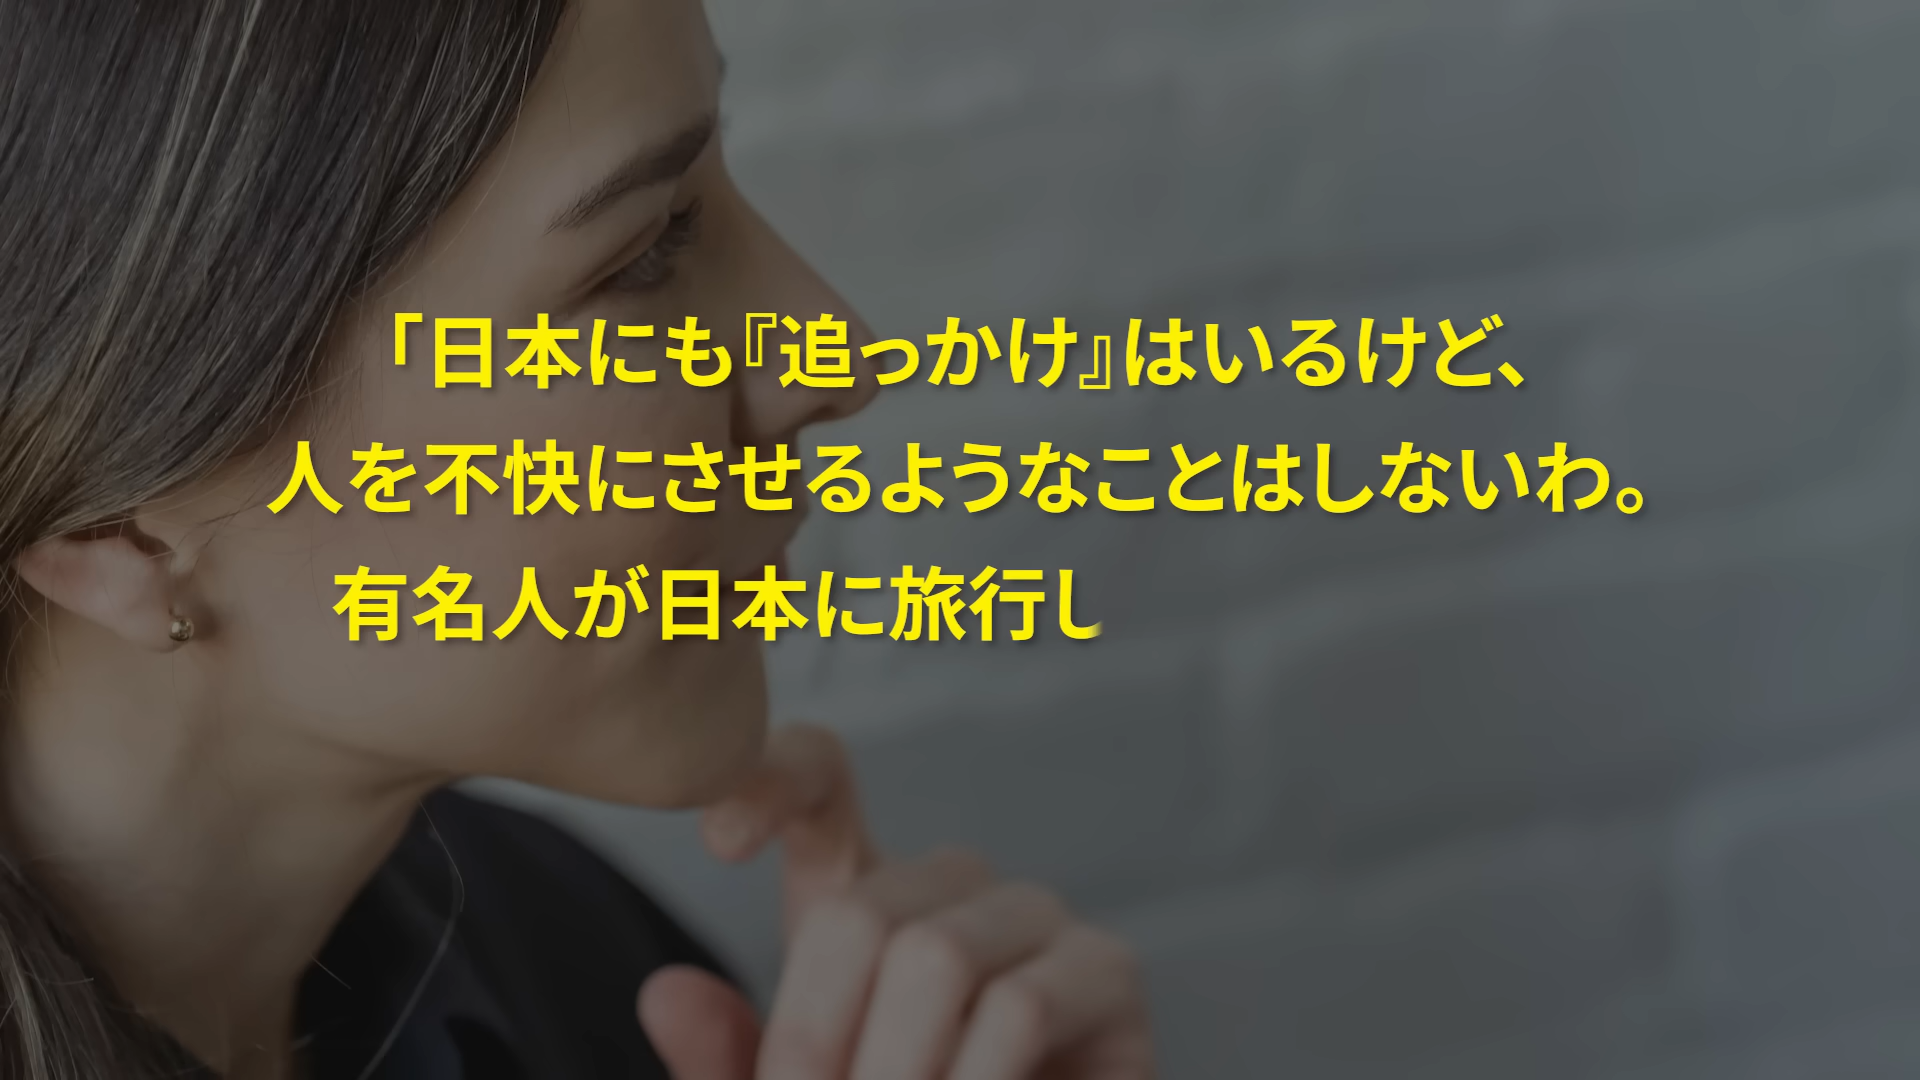 「日本にも『追っかけ』はいるけど、
人を不快にさせるようなことはしないわ。
有名人が日本に旅行し